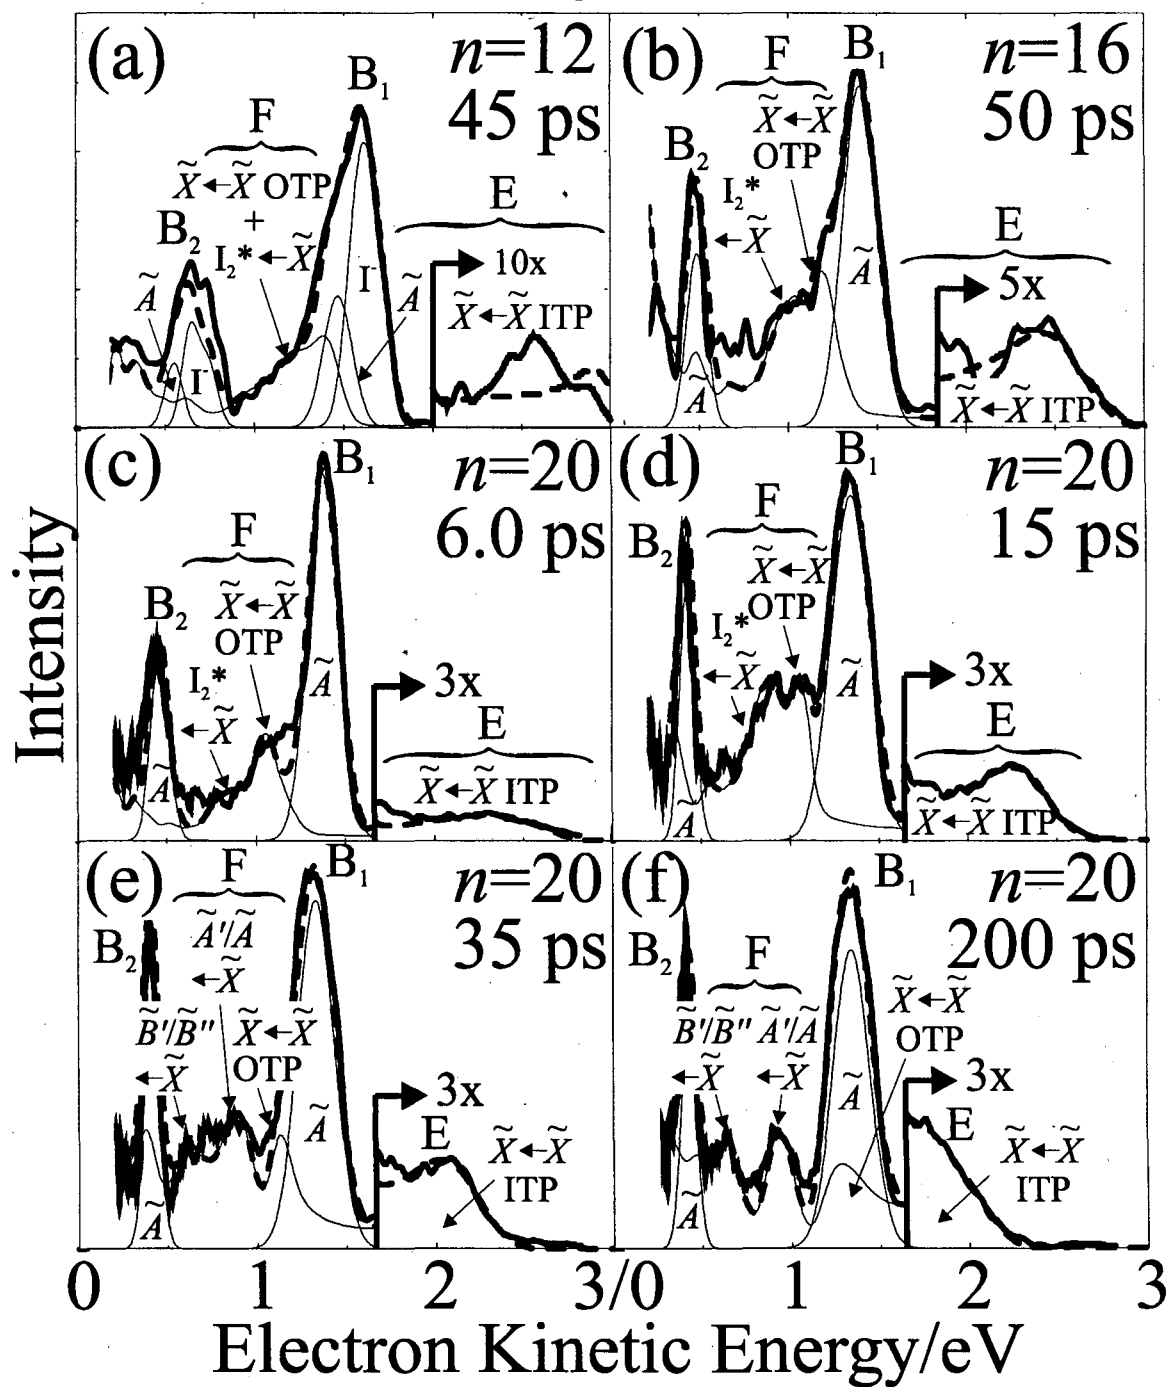 Intensity
(a)
n=12
45 ps
B₁
F
X̃←X̃ OTP
+
I₂*←X̃
B₂
Ã
I⁻
I⁻
Ã
E
10x
X̃←X̃ ITP
(b)
n=16
50 ps
B₁
F
X̃←X̃
OTP
B₂
I₂*
←X̃
Ã
Ã
E
5x
X̃←X̃ ITP
(c)
n=20
6.0 ps
B₁
F
X̃←X̃
OTP
B₂
I₂*
←X̃
Ã
Ã
3x
E
X̃←X̃ ITP
(d)
n=20
15 ps
B₁
F
B₂
X̃←X̃
OTP
I₂*
←X̃
Ã
Ã
3x
E
X̃←X̃ ITP
(e)
n=20
35 ps
B₁
F
B₂
Ã'/Ã
←X̃
B̃'/B̃''
←X̃
X̃←X̃
OTP
Ã
Ã
3x
E
X̃←X̃
ITP
(f)
n=20
200 ps
B₁
F
B₂
B̃'/B̃''
←X̃
Ã'/Ã
←X̃
X̃←X̃
OTP
Ã
Ã
3x
E
X̃←X̃
ITP
0 1 2 3/0 1 2 3
Electron Kinetic Energy/eV